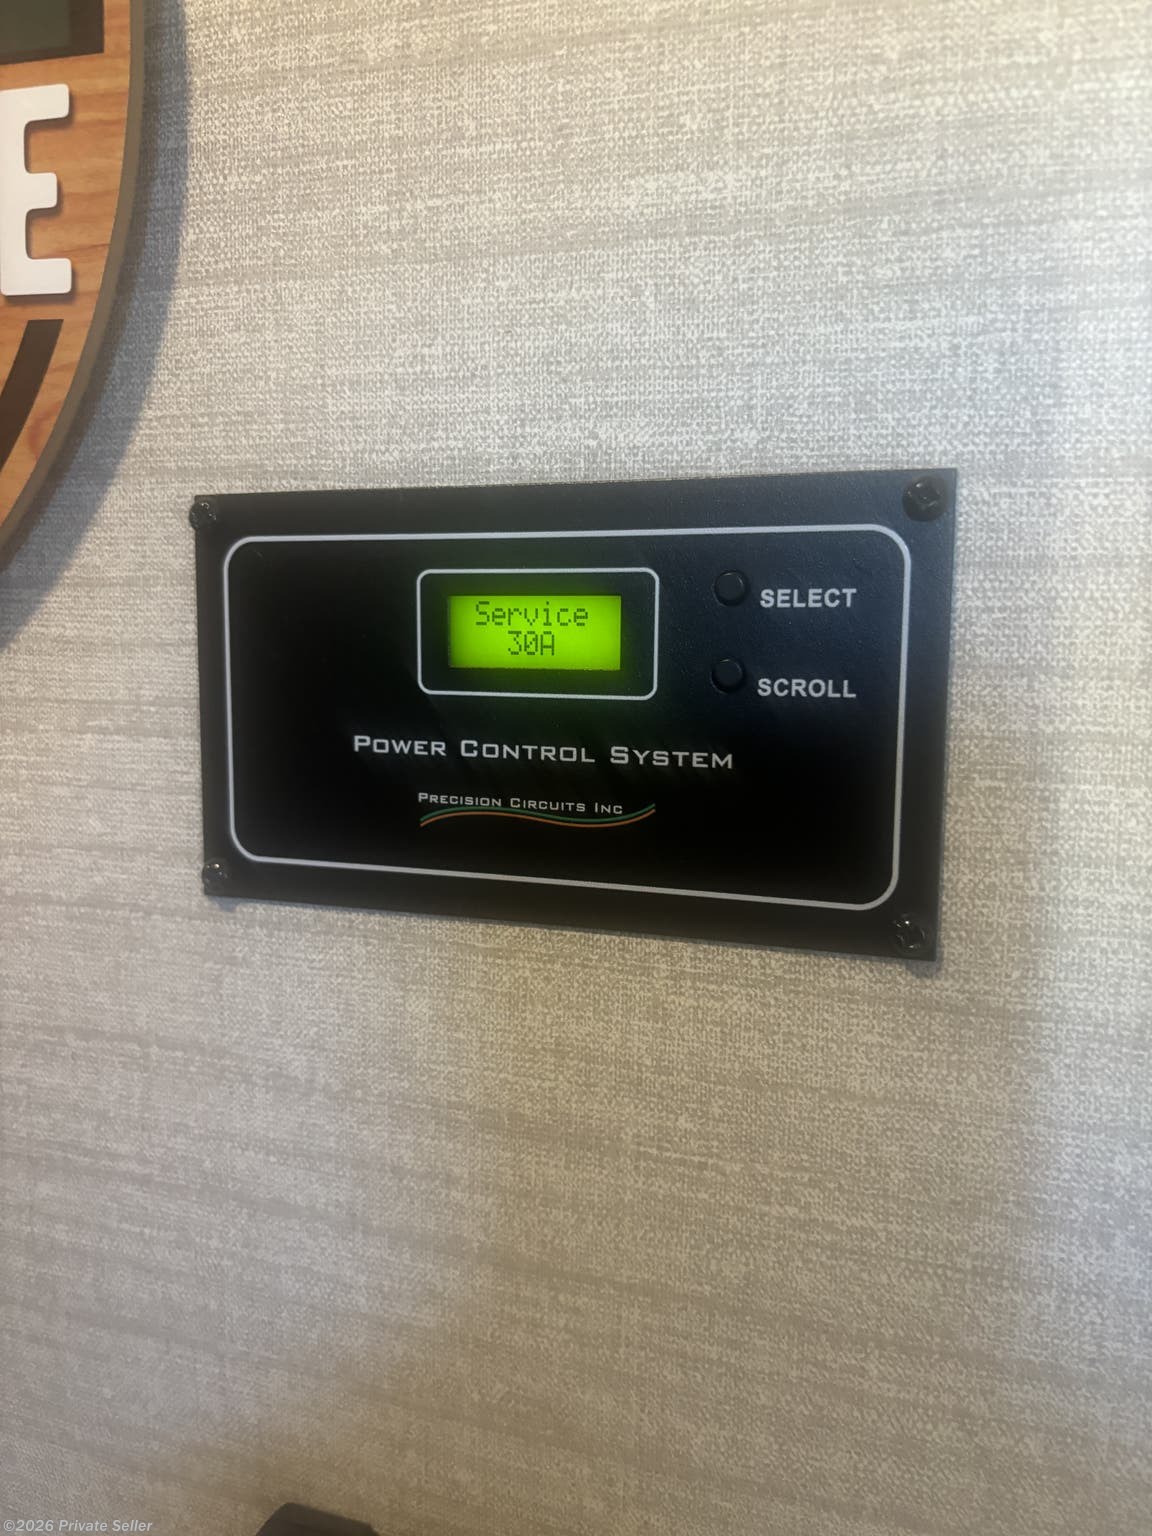 E
Service
30A
SELECT
SCROLL
POWER CONTROL SYSTEM
PRECISION CIRCUITS INC
©2026 Private Seller